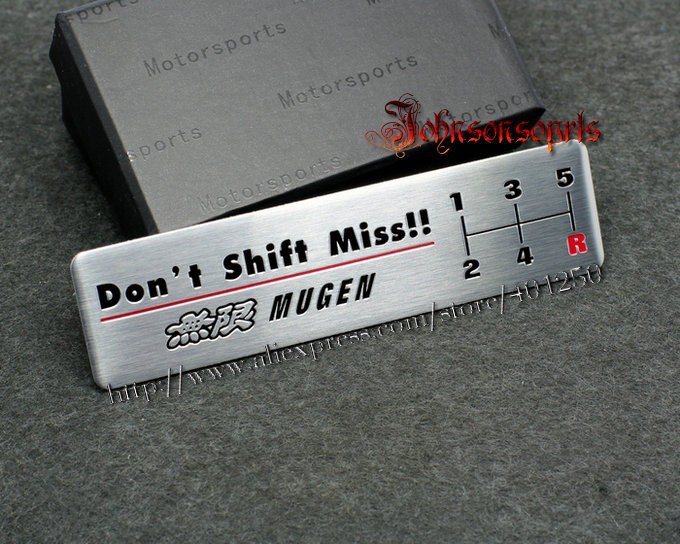 Motorsports
Motorsports
Motorsports
sports
Motorsports
Johnsonsoprts
Don't Shift Miss!!
無限 MUGEN
1 3 5
2 4 R
http://www.aliexpress.com/store/401250